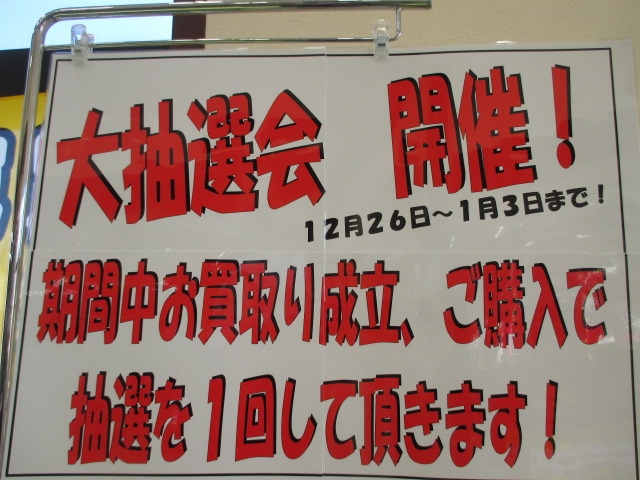 大抽選会　開催！
１２月２６日～１月３日まで！
期間中お買取り成立、ご購入で
抽選を１回して頂きます！